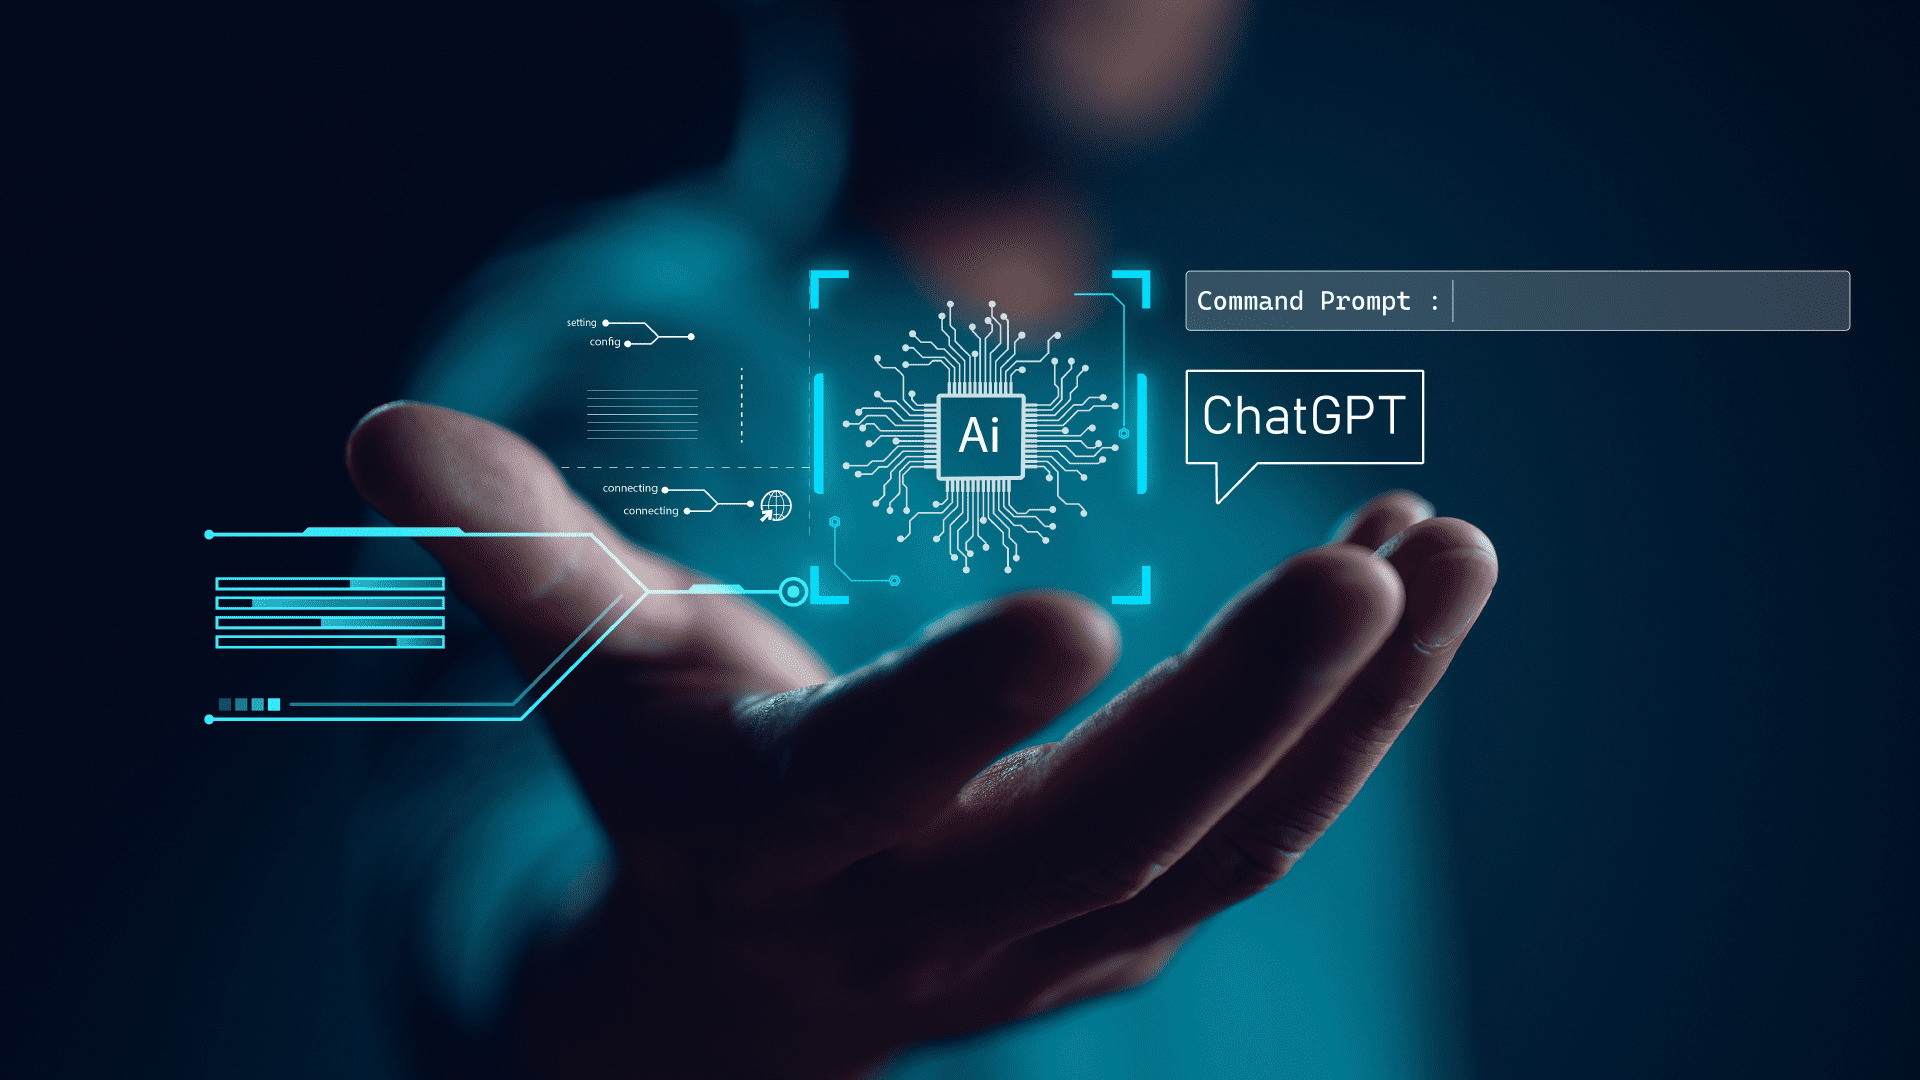 setting
config
connecting
connecting
Ai
Command Prompt :
ChatGPT